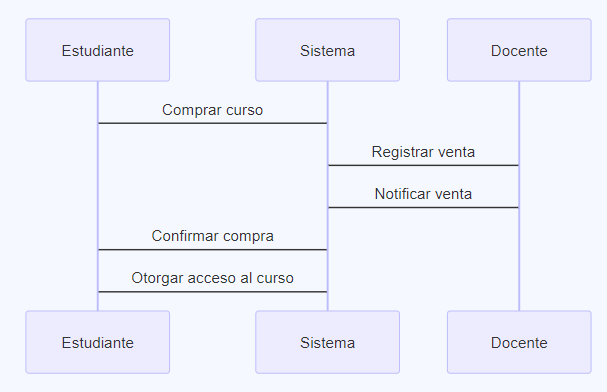 Estudiante
Sistema
Docente
Comprar curso
Registrar venta
Notificar venta
Confirmar compra
Otorgar acceso al curso
Estudiante
Sistema
Docente